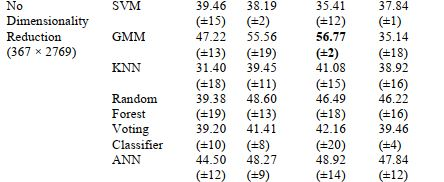 No SVM 39.46 38.19 35.41 37.84
Dimensionality (±15) (±2) (±12) (±1)
Reduction GMM 47.22 55.56 56.77 35.14
(367 × 2769) (±13) (±19) (±2) (±18)
KNN 31.40 39.45 41.08 38.92
(±18) (±11) (±15) (±16)
Random 39.38 48.60 46.49 46.22
Forest (±19) (±13) (±18) (±16)
Voting 39.20 41.41 42.16 39.46
Classifier (±10) (±8) (±20) (±4)
ANN 44.50 48.27 48.92 47.84
(±12) (±9) (±14) (±12)